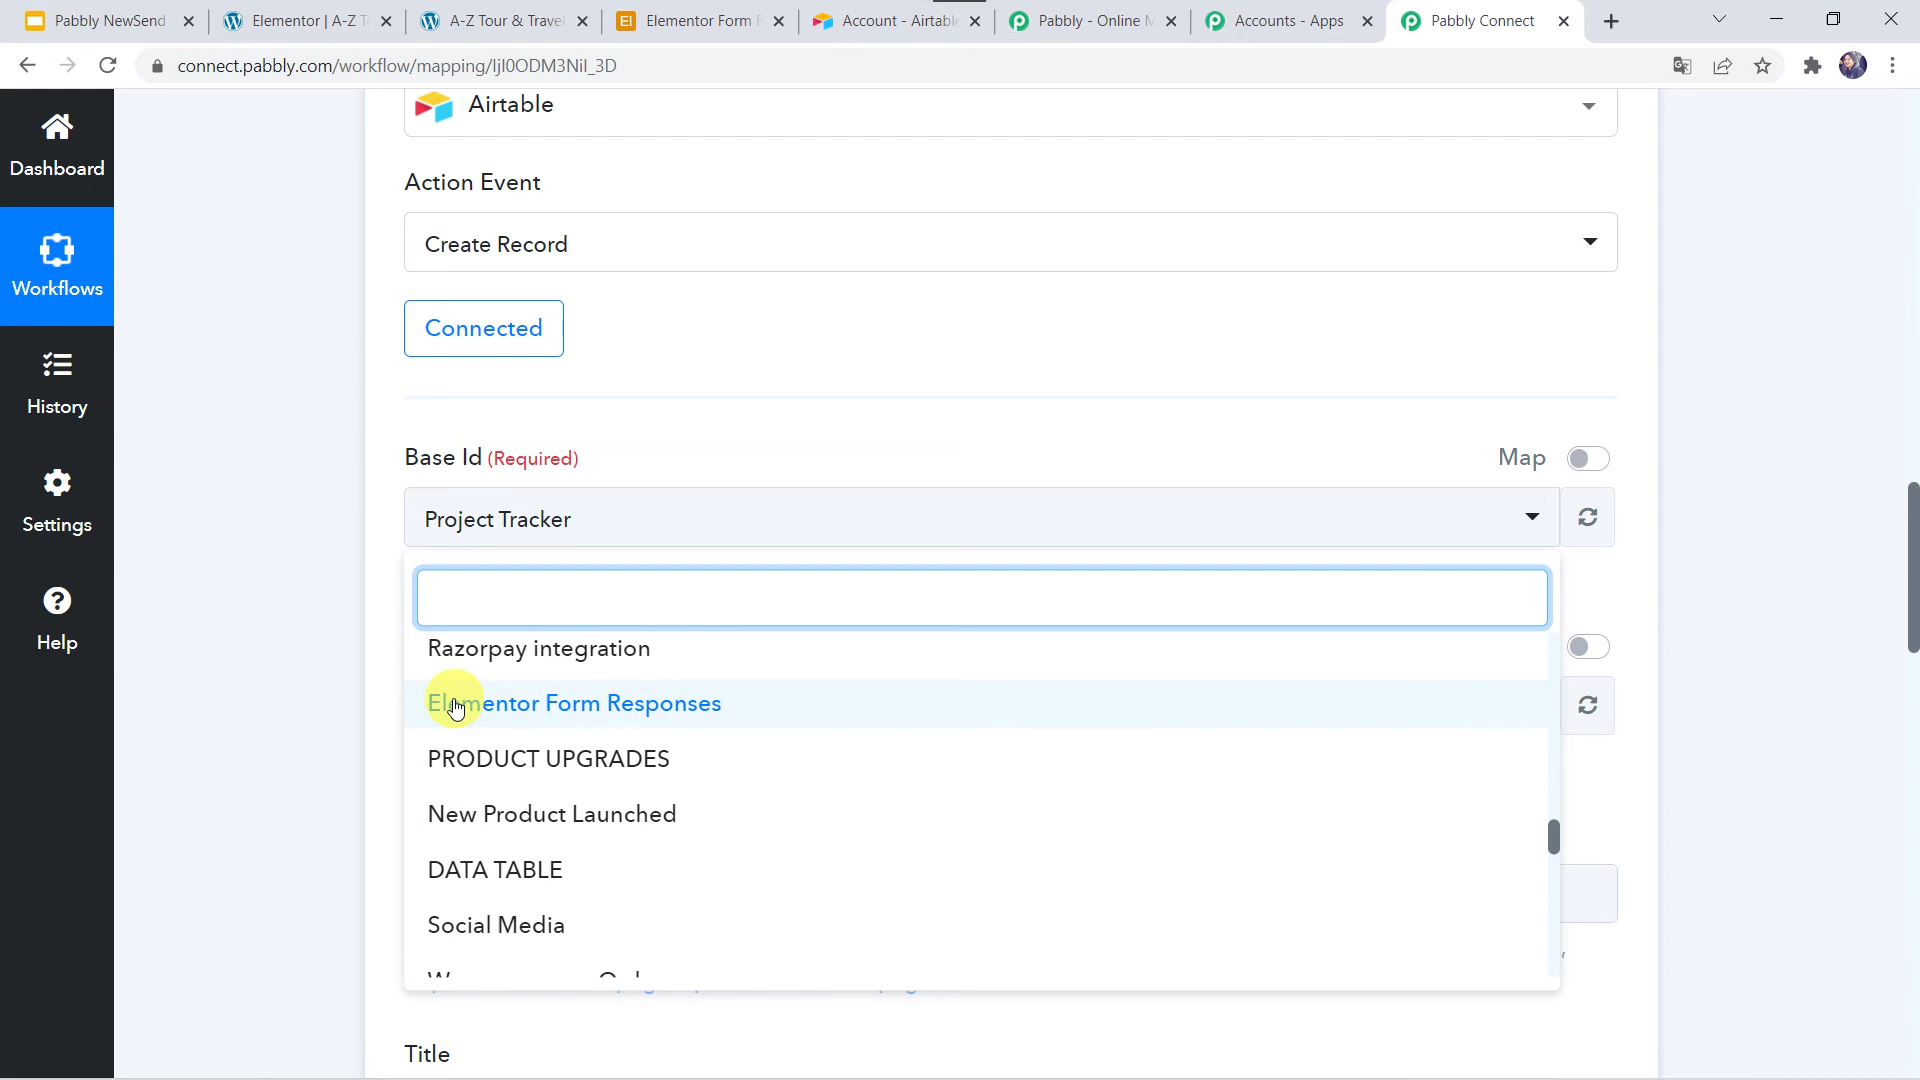 Pabbly NewSend
Elementor | A-Z T
A-Z Tour & Travel
Elementor Form F
Account - Airtabl
Pabbly - Online M
Accounts - Apps
Pabbly Connect
connect.pabbly.com/workflow/mapping/IjI0ODM3NiI_3D
Dashboard
Workflows
History
Settings
Help
Airtable
Action Event
Create Record
Connected
Base Id (Required)
Map
Project Tracker
Razorpay integration
Elementor Form Responses
PRODUCT UPGRADES
New Product Launched
DATA TABLE
Social Media
Title